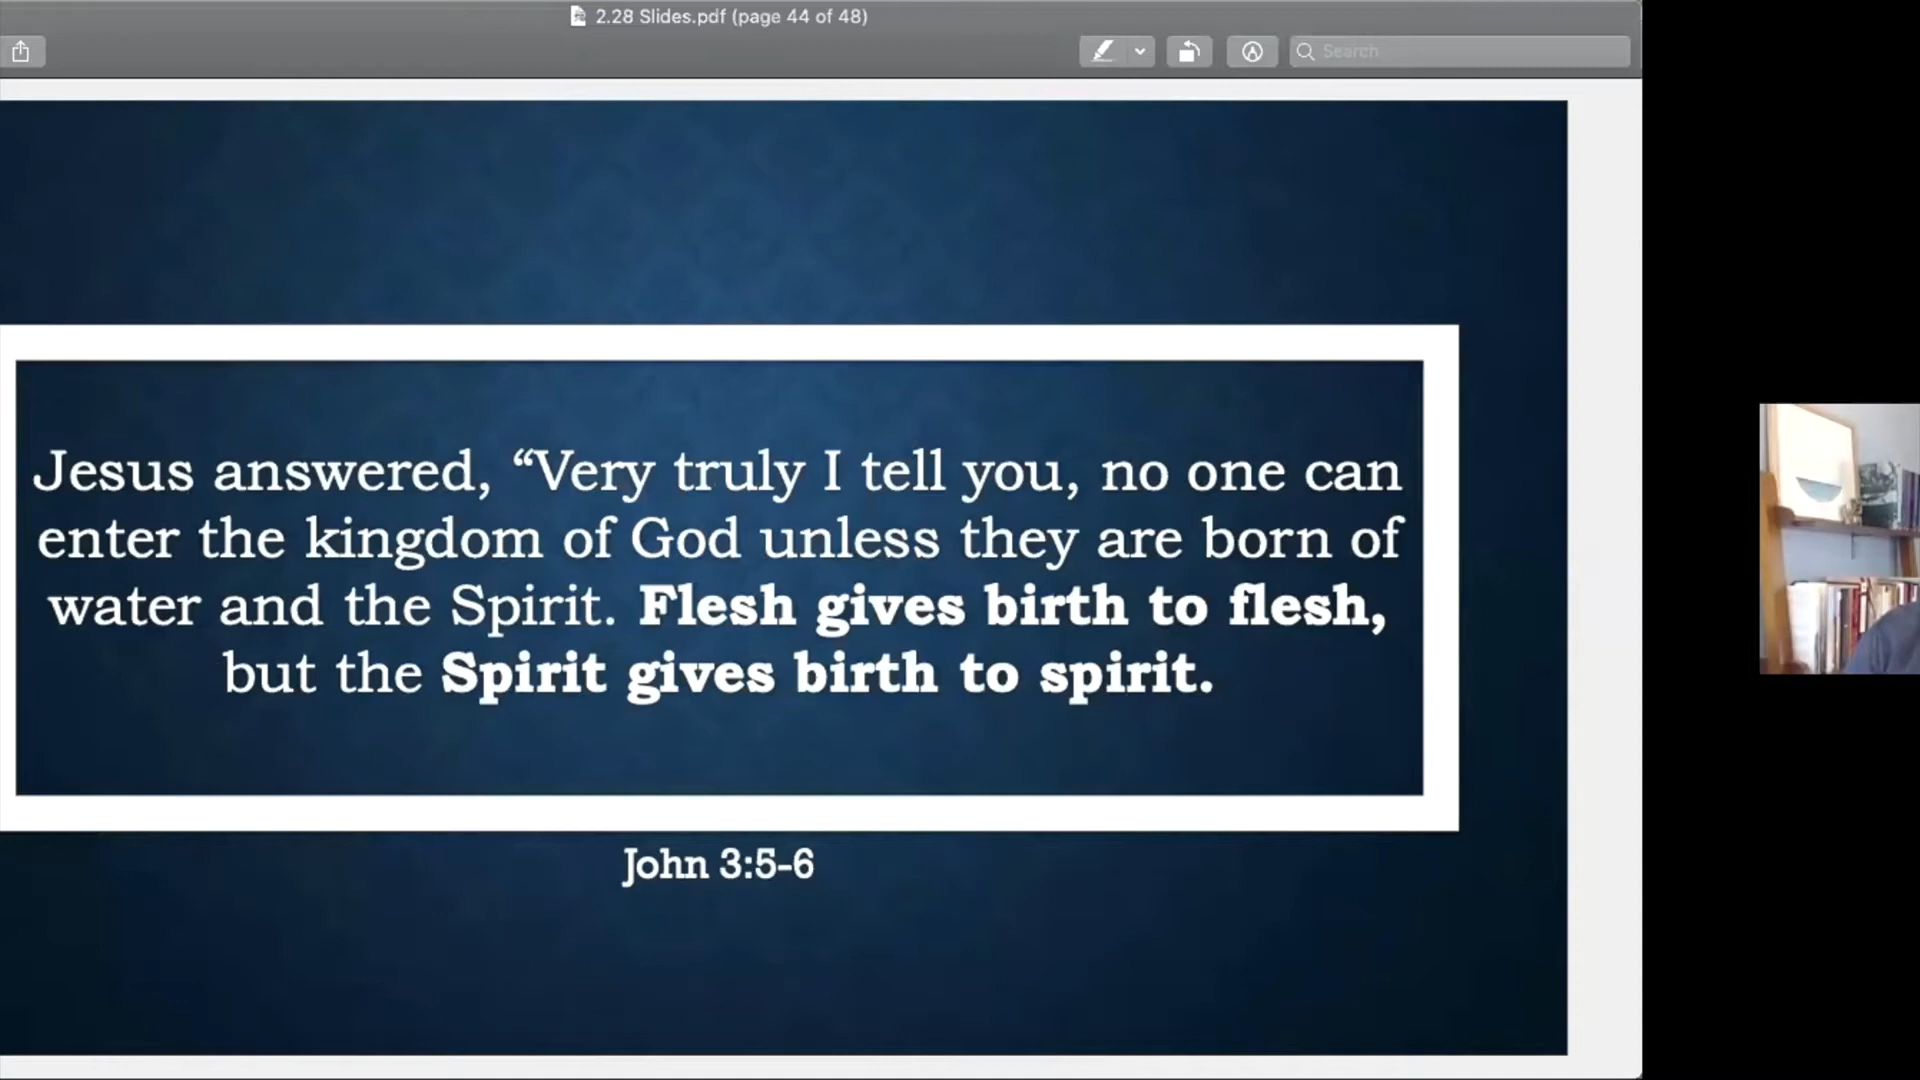 2.28 Slides.pdf (page 44 of 48)
Search
Jesus answered, “Very truly I tell you, no one can
enter the kingdom of God unless they are born of
water and the Spirit. Flesh gives birth to flesh,
but the Spirit gives birth to spirit.
John 3:5-6